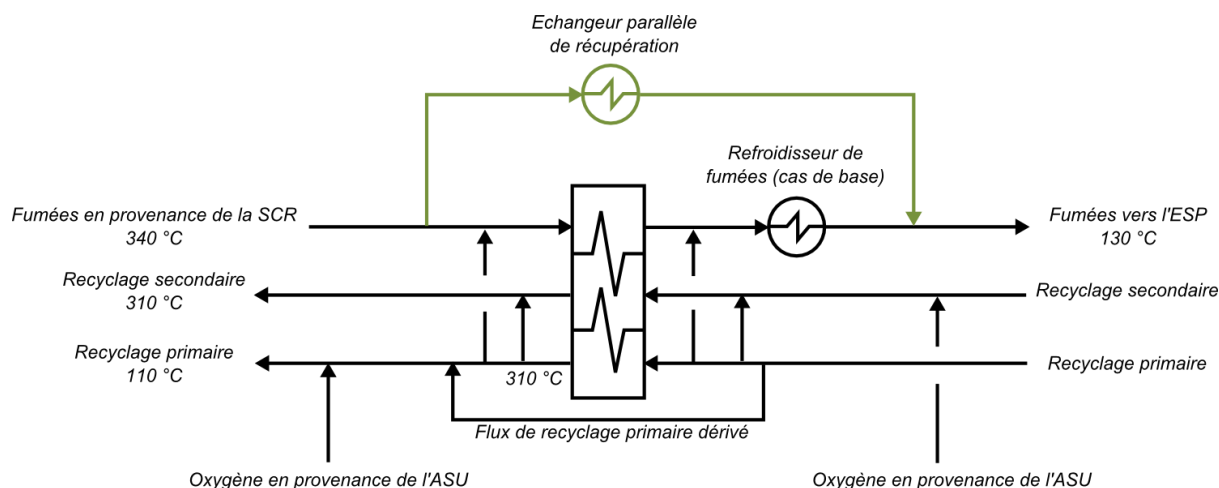 Echangeur parallèle
de récupération
Refroidisseur de
fumées (cas de base)
Fumées en provenance de la SCR
340 °C
Fumées vers l'ESP
130 °C
Recyclage secondaire
310 °C
Recyclage secondaire
Recyclage primaire
110 °C
310 °C
Recyclage primaire
Flux de recyclage primaire dérivé
Oxygène en provenance de l'ASU
Oxygène en provenance de l'ASU